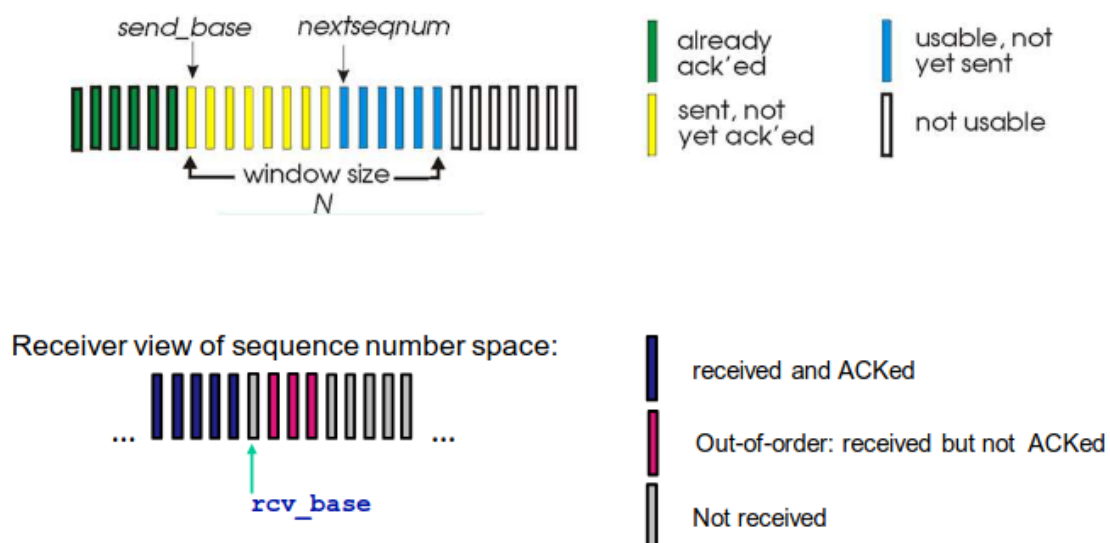 send_base nextseqnum
already
ack'ed
usable, not
yet sent
sent, not
yet ack'ed
not usable
window size
N
Receiver view of sequence number space:
received and ACKed
... ...
Out-of-order: received but not ACKed
rcv_base
Not received